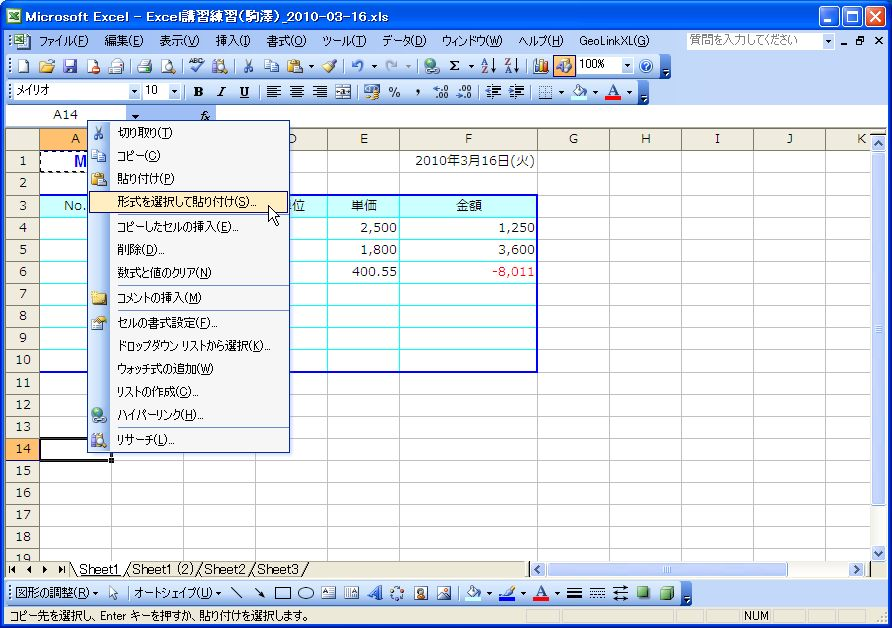 Microsoft Excel - Excel講習練習(駒澤)_2010-03-16.xls
ファイル(F) 編集(E) 表示(V) 挿入(I) 書式(O) ツール(T) データ(D) ウィンドウ(W) ヘルプ(H) GeoLinkXL(G) 質問を入力してください
100%
メイリオ 10 B I U
A14 fx
A E F G H I J K
1 M 2010年3月16日(火)
2
3 No. 位 単価 金額
4 2,500 1,250
5 1,800 3,600
6 400.55 -8,011
7
8
9
10
11
12
13
14
15
16
17
18
19
切り取り(T)
コピー(C)
貼り付け(P)
形式を選択して貼り付け(S)...
コピーしたセルの挿入(E)...
削除(D)...
数式と値のクリア(N)
コメントの挿入(M)
セルの書式設定(F)...
ドロップダウン リストから選択(K)...
ウォッチ式の追加(W)
リストの作成(C)...
ハイパーリンク(H)...
リサーチ(L)...
Sheet1 Sheet1 (2) Sheet2 Sheet3
図形の調整(R) オートシェイプ(U)
コピー先を選択し、Enter キーを押すか、貼り付けを選択します。 NUM